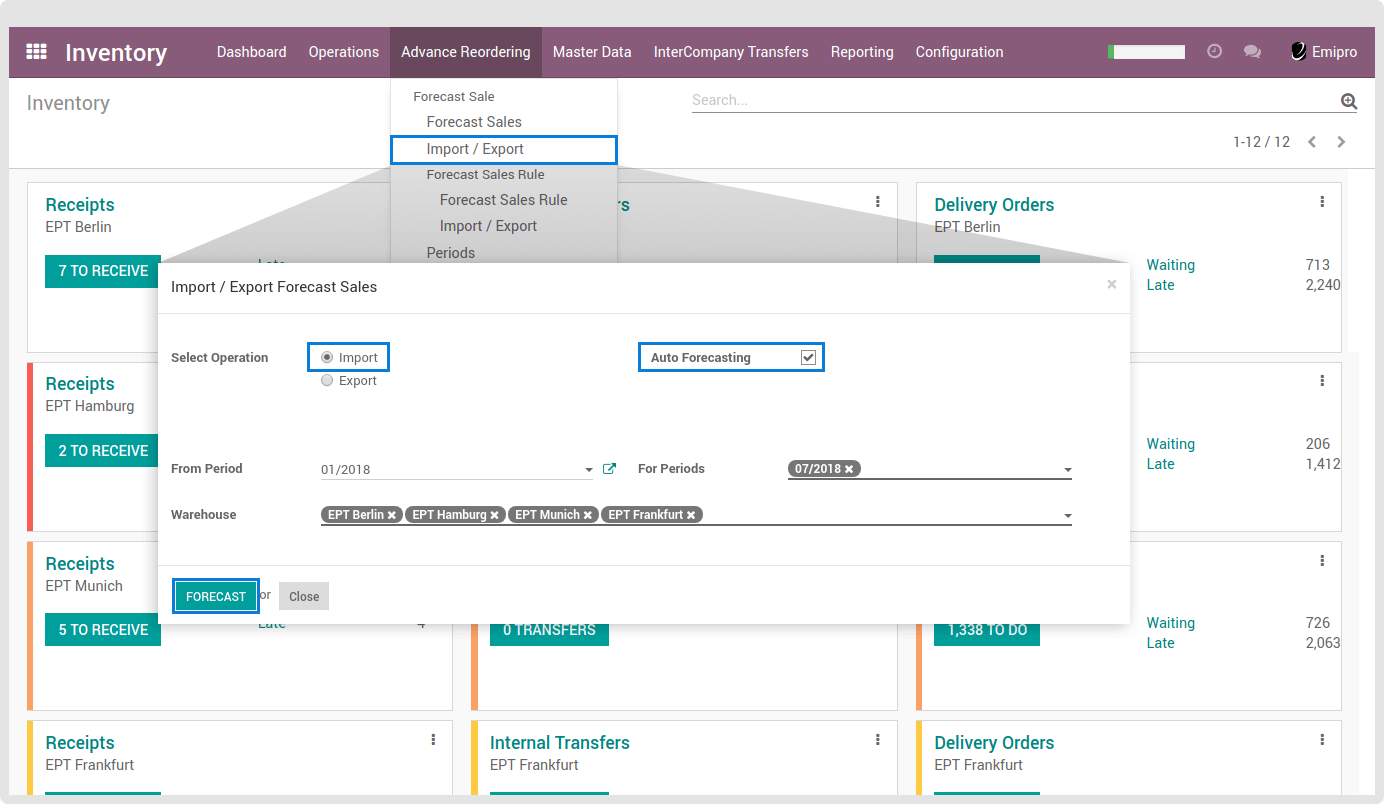 Inventory Dashboard Operations Advance Reordering Master Data InterCompany Transfers Reporting Configuration Emipro
Inventory
Search...
1-12 / 12
Forecast Sale
Forecast Sales
Import / Export
Forecast Sales Rule
Forecast Sales Rule
Import / Export
Periods
Receipts
EPT Berlin
7 TO RECEIVE
Delivery Orders
EPT Berlin
Waiting 713
Late 2,240
Import / Export Forecast Sales ×
Select Operation Import Auto Forecasting
Export
From Period 01/2018 For Periods 07/2018
Warehouse EPT Berlin EPT Hamburg EPT Munich EPT Frankfurt
FORECAST or Close
Receipts
EPT Hamburg
2 TO RECEIVE
Waiting 206
Late 1,412
Receipts
EPT Munich
5 TO RECEIVE
Late 4
0 TRANSFERS
1,338 TO DO
Waiting 726
Late 2,063
Receipts
EPT Frankfurt
Internal Transfers
EPT Frankfurt
Delivery Orders
EPT Frankfurt